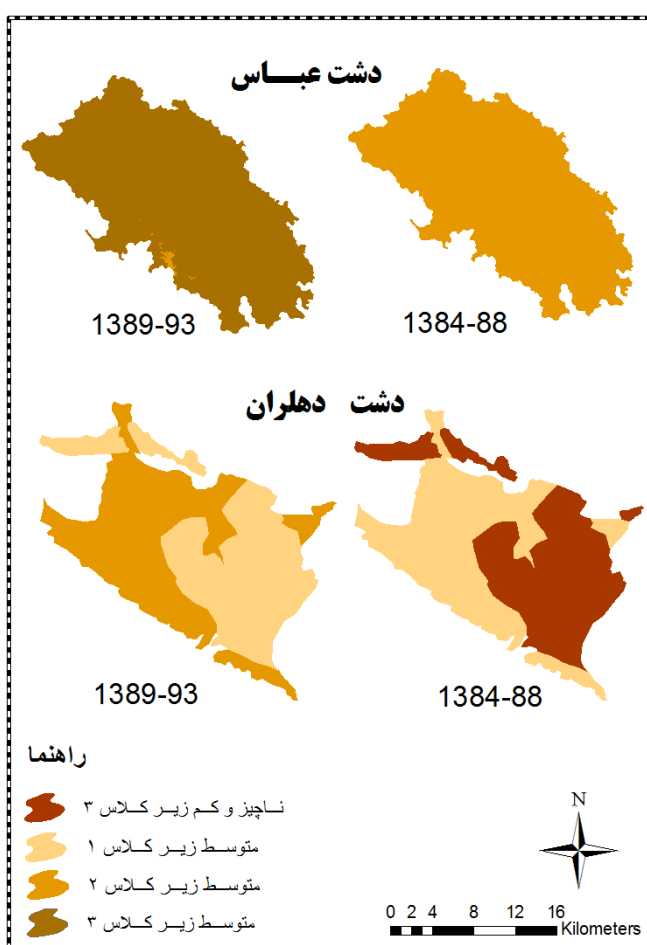 دشت عبـــاس
1389-93
1384-88
دشت دهلران
1389-93
1384-88
راهنما
ناچیز و کم زیر کلاس ۳
متوسط زیر کلاس ۱
متوسط زیر کلاس ۲
متوسط زیر کلاس ۳
N
0 2 4 8 12 16
Kilometers